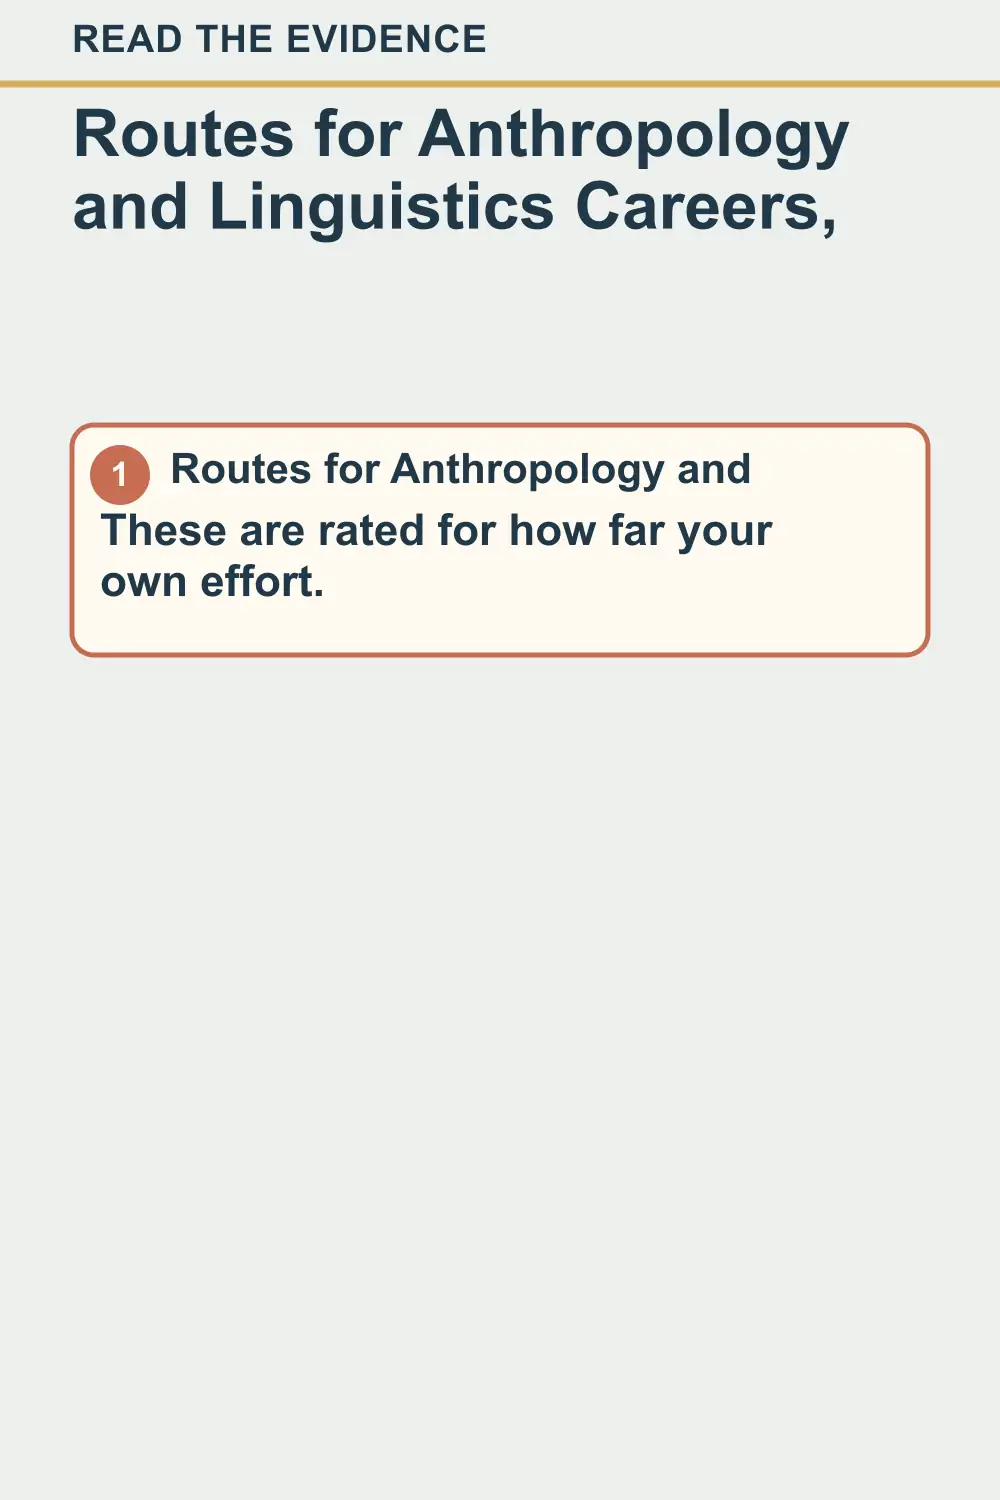 READ THE EVIDENCE
Routes for Anthropology
and Linguistics Careers,
1 Routes for Anthropology and
These are rated for how far your
own effort.